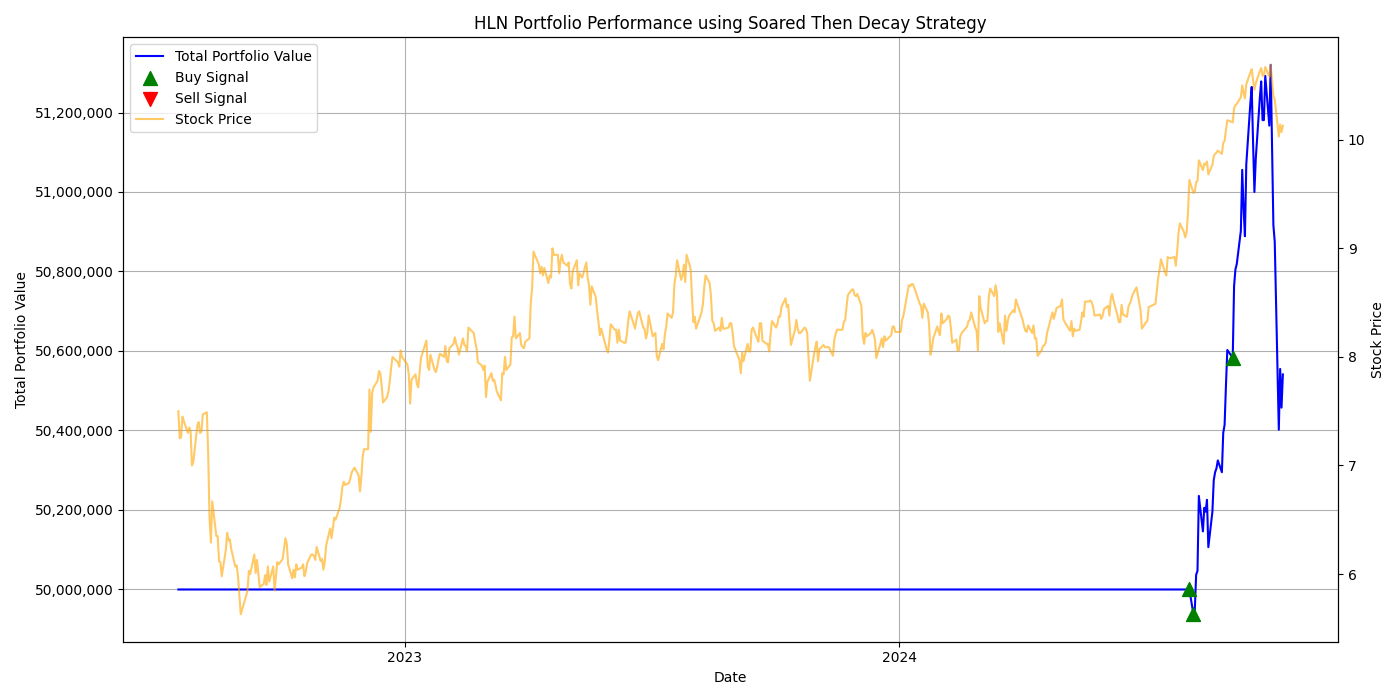 HLN Portfolio Performance using Soared Then Decay Strategy
Total Portfolio Value
Buy Signal
Sell Signal
Stock Price
51,200,000
51,000,000
50,800,000
50,600,000
50,400,000
50,200,000
50,000,000
Total Portfolio Value
10
9
8
7
6
Stock Price
2023
2024
Date